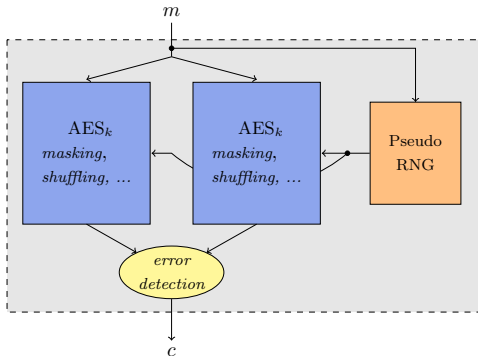 m
AES_k
masking,
shuffling, ...
AES_k
masking,
shuffling, ...
Pseudo
RNG
error
detection
c